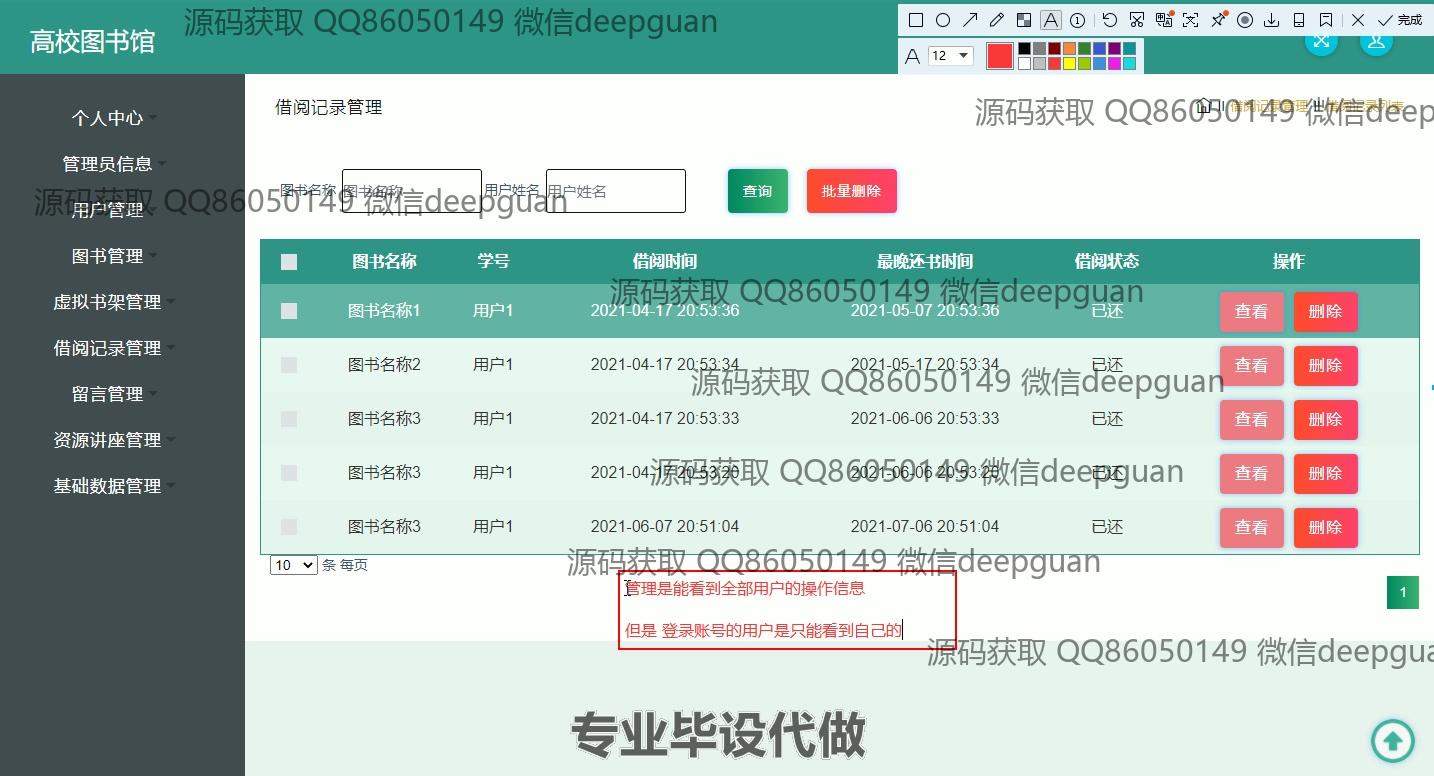 源码获取 QQ86050149 微信deepguan
完成
高校图书馆
A 12
借阅记录管理
借阅记录管理 借阅记录列表
源码获取 QQ86050149 微信deep
个人中心
管理员信息
用户管理
图书管理
虚拟书架管理
借阅记录管理
留言管理
资源讲座管理
基础数据管理
图书名称 图书名称 用户姓名 用户姓名 查询 批量删除
源码获取 QQ86050149 微信deepguan
图书名称 学号 借阅时间 最晚还书时间 借阅状态 操作
源码获取 QQ86050149 微信deepguan
图书名称1 用户1 2021-04-17 20:53:36 2021-05-07 20:53:36 已还 查看 删除
图书名称2 用户1 2021-04-17 20:53:34 2021-05-17 20:53:34 已还 查看 删除
源码获取 QQ86050149 微信deepguan
图书名称3 用户1 2021-04-17 20:53:33 2021-06-06 20:53:33 已还 查看 删除
图书名称3 用户1 2021-04-17 20:53:20 2021-06-06 20:53:20 已还 查看 删除
源码获取 QQ86050149 微信deepguan
图书名称3 用户1 2021-06-07 20:51:04 2021-07-06 20:51:04 已还 查看 删除
10 条 每页
源码获取 QQ86050149 微信deepguan
1
管理是能看到全部用户的操作信息
但是 登录账号的用户是只能看到自己的
源码获取 QQ86050149 微信deepgua
专业毕设代做